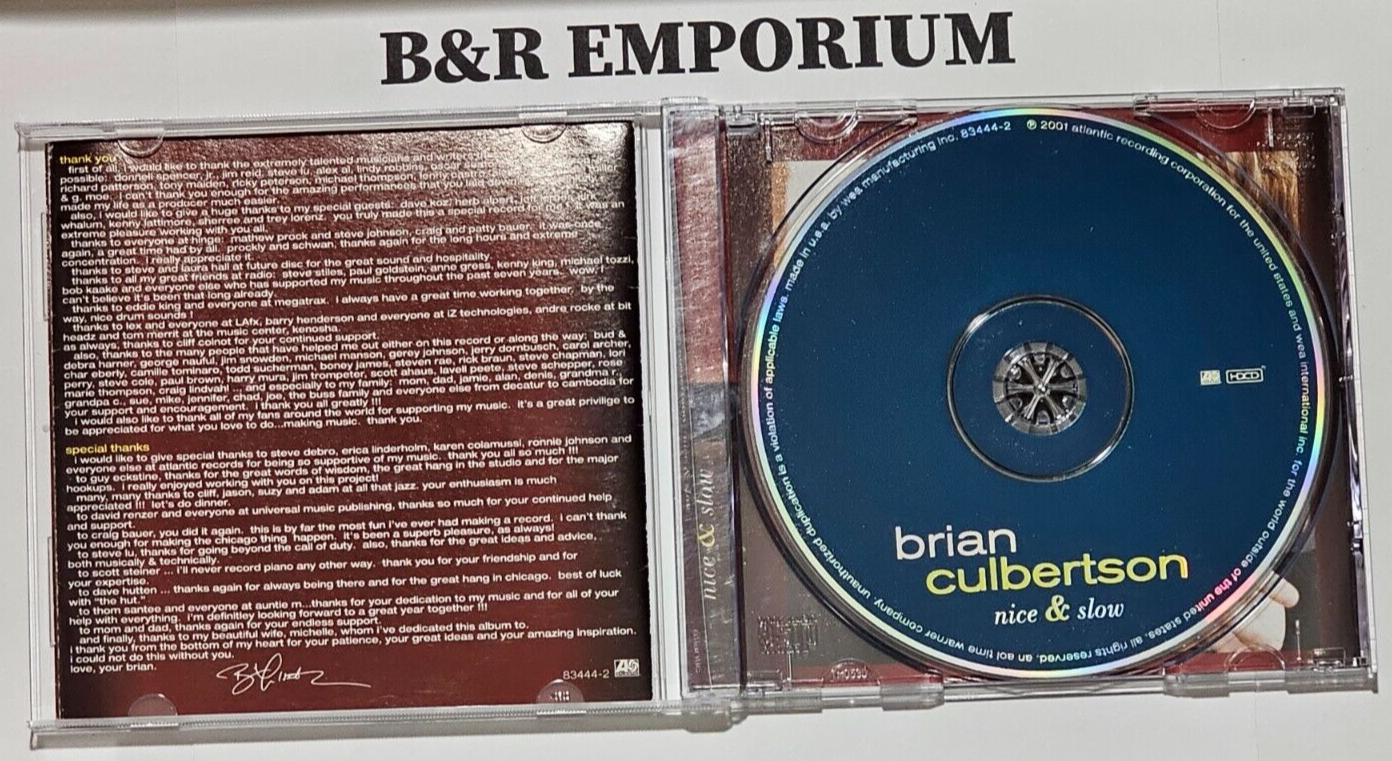 B&R EMPORIUM
thank you
first of all, i would like to thank the extremely talented musicians and writers
possible: donnell spencer, jr., jim reid, steve lu, alex al, lindy robbins, oscar
richard patterson, tony maiden, ricky peterson, michael thompson, lenny castro
& g. moe. i can't thank you enough for the amazing performances that you laid down
made my life as a producer much easier.
also, i would like to give a huge thanks to my special guests: dave koz, herb alpert,
whalum, kenny lattimore, sherree and trey lorenz. you truly made this a special record for me! it was an
extreme pleasure working with you all.
thanks to everyone at hinge: mathew prock and steve johnson, craig and patty bauer. it was once
again, a great time had by all. prockly and schwan, thanks again for the long hours and extreme
concentration. i really appreciate it.
thanks to steve and laura hall at future disc for the great sound and hospitality.
thanks to all my great friends at radio: steve stiles, paul goldstein, anne gress, kenny king, michael tozzi,
bob kaake and everyone else who has supported my music throughout the past seven years. wow, i
can't believe it's been that long already.
thanks to eddie king and everyone at megatrax. i always have a great time working together. by the
way, nice drum sounds !
thanks to lex and everyone at LAfx, barry henderson and everyone at iZ technologies, andre rocke at bit
headz and tom merrit at the music center, kenosha.
as always, thanks to cliff colnot for your continued support.
also, thanks to the many people that have helped me out either on this record or along the way: bud &
debra harner, george nauful, jim snowden, michael manson, gerey johnson, jerry dombusch, carol archer,
char eberly, camille tominaro, todd sucherman, boney james, steven rae, rick braun, steve chapman, lori
perry, steve cole, paul brown, harry mura, jim trompeter, scott ahaus, lavell peete, steve schepper, rose
marie thompson, craig lindvahl ... and especially to my family: mom, dad, jamie, alan, denis, grandma r.,
grandpa c., sue, mike, jennifer, chad, joe, the buss family and everyone else from decatur to cambodia for
your support and encouragement. i thank you all greatly !!!
i would also like to thank all of my fans around the world for supporting my music. it's a great privilige to
be appreciated for what you love to do...making music. thank you.
special thanks
i would like to give special thanks to steve debro, erica linderholm, karen colamussi, ronnie johnson and
everyone else at atlantic records for being so supportive of my music. thank you all so much !!!
to guy eckstine, thanks for the great words of wisdom, the great hang in the studio and for the major
hookups. i really enjoyed working with you on this project!
many, many thanks to cliff, jason, suzy and adam at all that jazz. your enthusiasm is much
appreciated !!! let's do dinner.
to david renzer and everyone at universal music publishing, thanks so much for your continued help
and support.
to craig bauer, you did it again. this is by far the most fun i've ever had making a record. i can't thank
you enough for making the chicago thing happen. it's been a superb pleasure, as always!
to steve lu, thanks for going beyond the call of duty. also, thanks for the great ideas and advice,
both musically & technically.
to scott steiner ... i'll never record piano any other way. thank you for your friendship and for
your expertise.
to dave hutten ... thanks again for always being there and for the great hang in chicago. best of luck
with "the hut."
to thom santee and everyone at auntie m...thanks for your dedication to my music and for all of your
help with everything. i'm definitley looking forward to a great year together !!!
to mom and dad, thanks again for your endless support.
and finally, thanks to my beautiful wife, michelle, whom i've dedicated this album to.
i thank you from the bottom of my heart for your patience, your great ideas and your amazing inspiration.
i could not do this without you.
love, your brian.
83444-2
nice & slow
℗ 2001 atlantic recording corporation for the united states and wea international inc. for the world outside of the united states. all rights reserved. an aol time warner company. unauthorized duplication is a violation of applicable laws. made in u.s.a. by wea manufacturing inc. 83444-2
HDCD
brian
culbertson
nice & slow